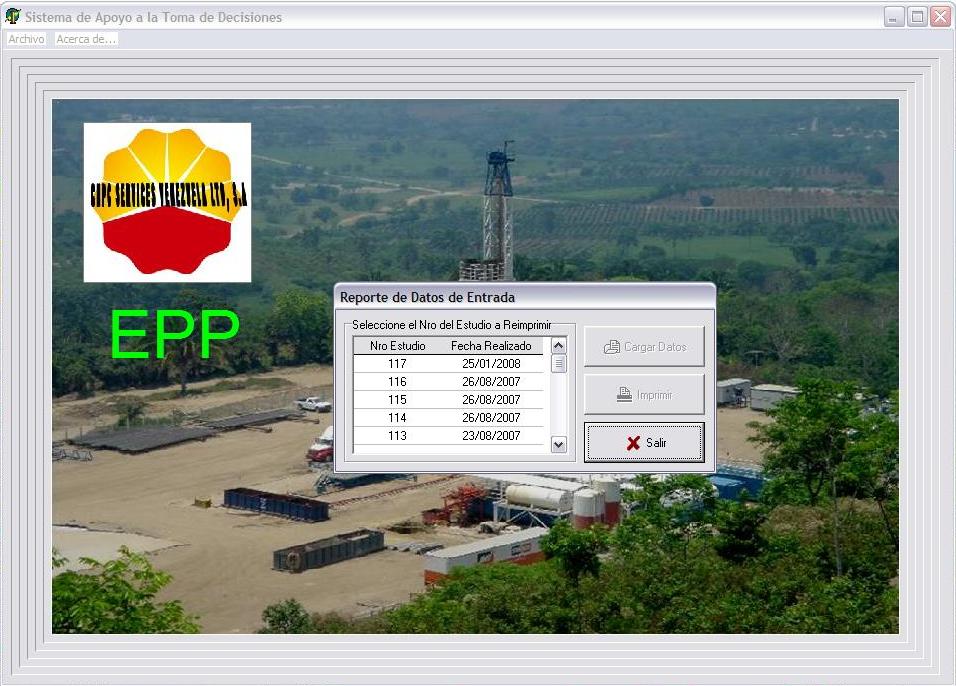 Sistema de Apoyo a la Toma de Decisiones
Archivo Acerca de...
CNPC SERVICES VENEZUELA LTD, S.A
EPP
Reporte de Datos de Entrada
Seleccione el Nro del Estudio a Reimprimir
Nro Estudio Fecha Realizado
117 25/01/2008
116 26/08/2007
115 26/08/2007
114 26/08/2007
113 23/08/2007
Cargar Datos
Imprimir
Salir